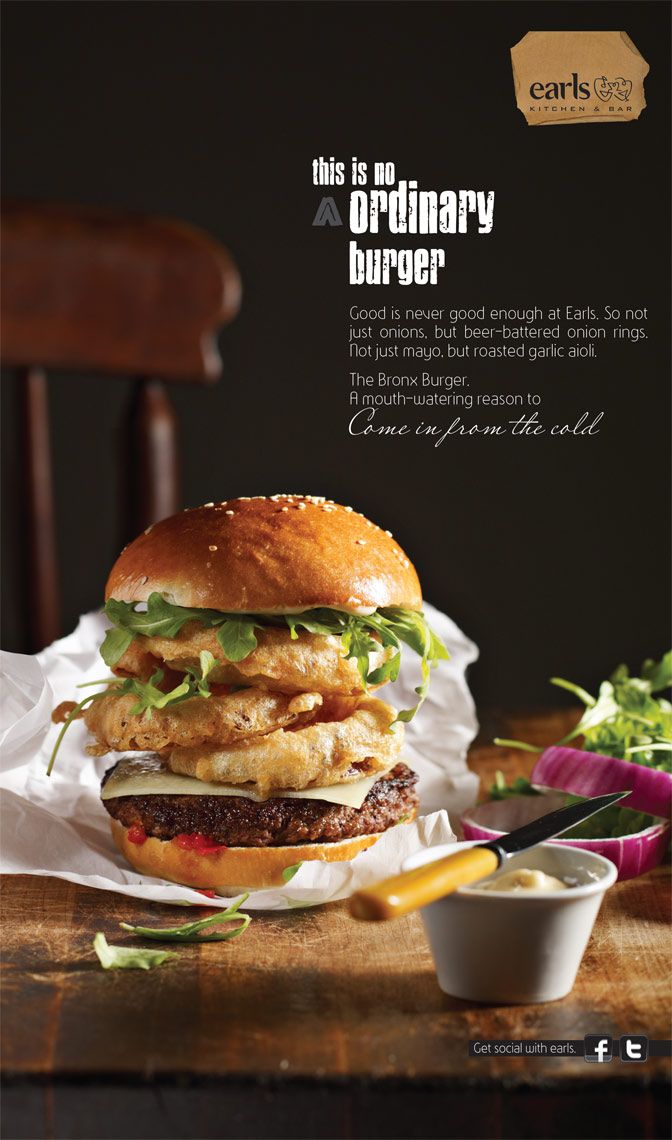 earls
KITCHEN & BAR
this is no
ordinary
burger
Good is never good enough at Earls. So not
just onions, but beer-battered onion rings.
Not just mayo, but roasted garlic aioli.
The Bronx Burger.
A mouth-watering reason to
Come in from the cold
Get social with earls. f t